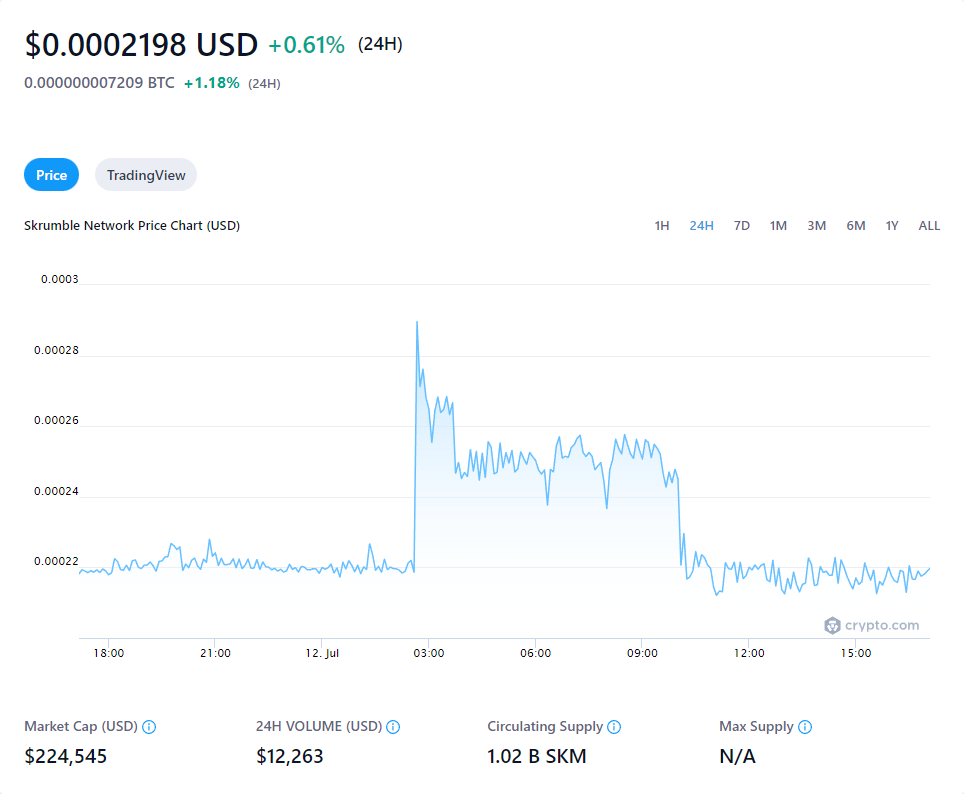 $0.0002198 USD +0.61% (24H)
0.000000007209 BTC +1.18% (24H)
Price TradingView
Skrumble Network Price Chart (USD) 1H 24H 7D 1M 3M 6M 1Y ALL
0.0003
0.00028
0.00026
0.00024
0.00022
crypto.com
18:00 21:00 12. Jul 03:00 06:00 09:00 12:00 15:00
Market Cap (USD) 24H VOLUME (USD) Circulating Supply Max Supply
$224,545 $12,263 1.02 B SKM N/A